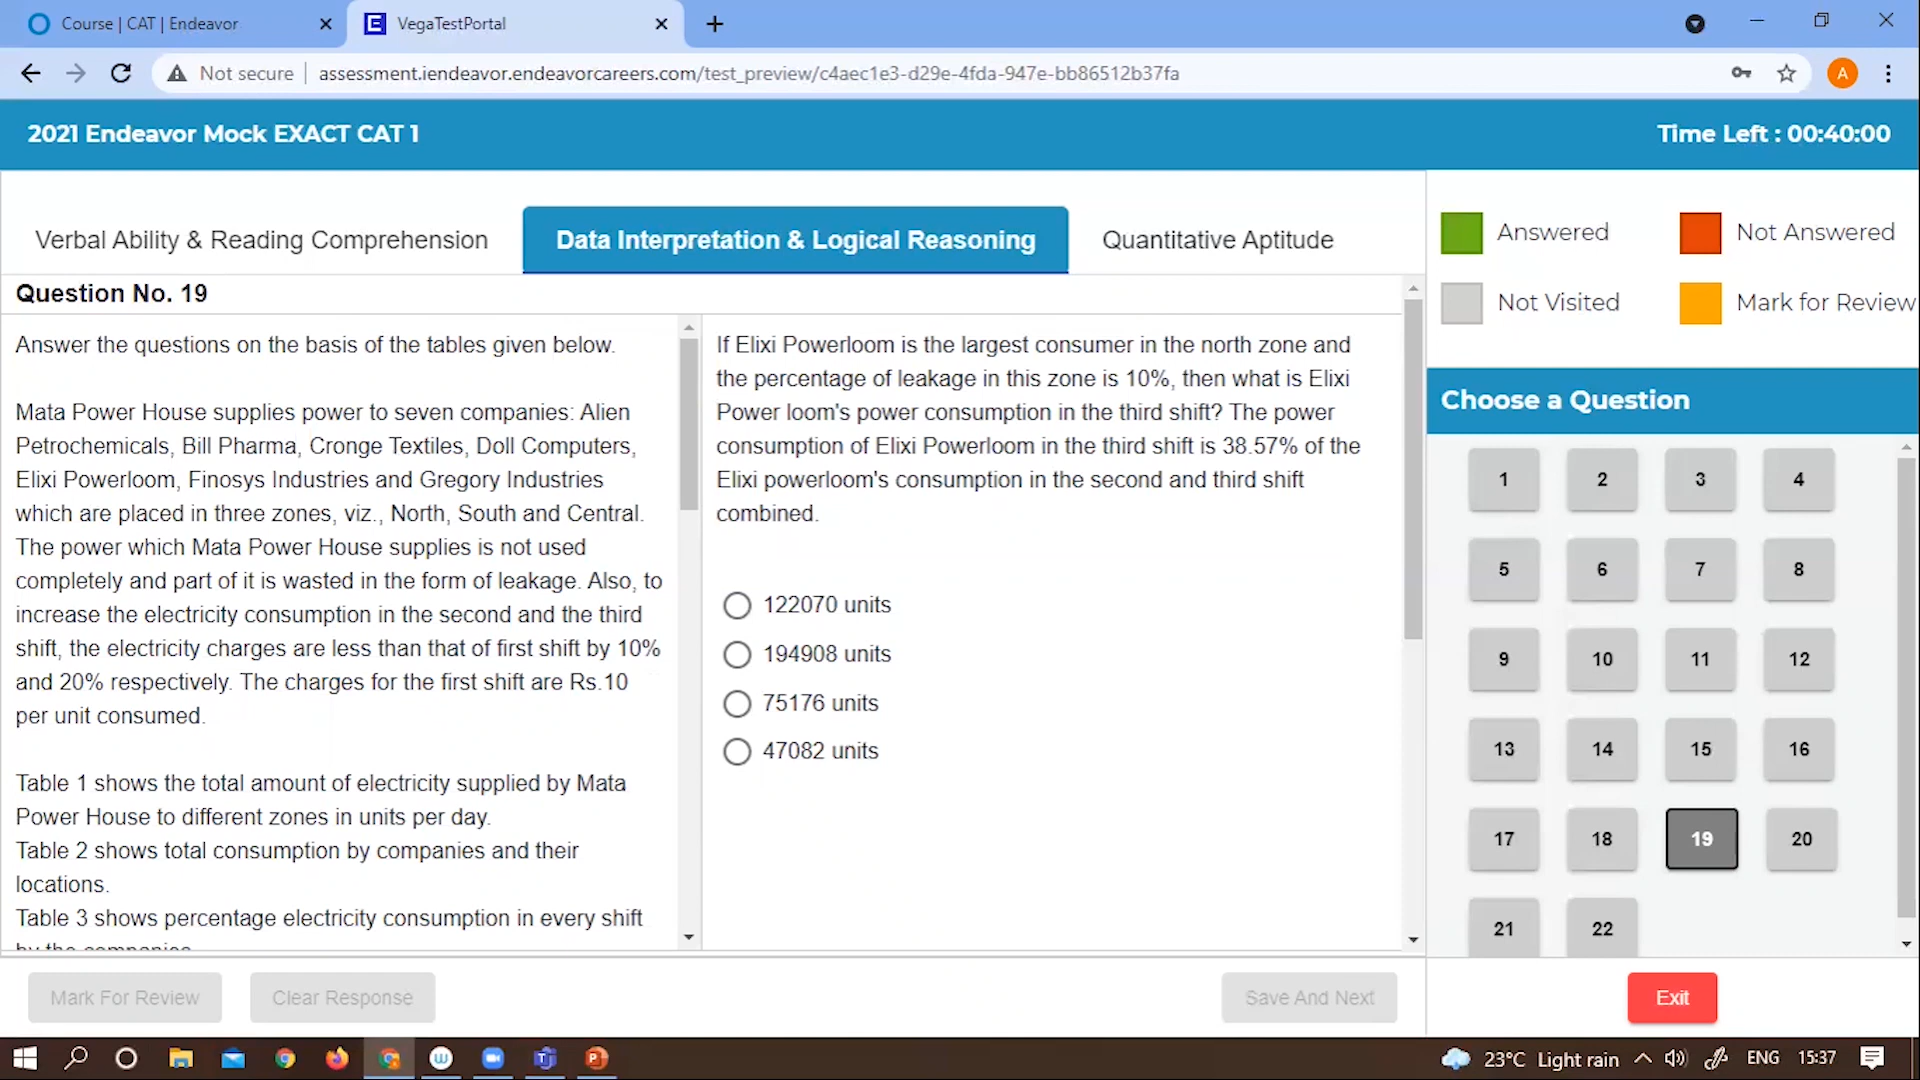 Course | CAT | Endeavor
VegaTestPortal
Not secure
assessment.iendeavor.endeavorcareers.com/test_preview/c4aec1e3-d29e-4fda-947e-bb86512b37fa
A
2021 Endeavor Mock EXACT CAT 1
Time Left : 00:40:00
Verbal Ability & Reading Comprehension
Data Interpretation & Logical Reasoning
Quantitative Aptitude
Question No. 19
Answer the questions on the basis of the tables given below.
Mata Power House supplies power to seven companies: Alien
Petrochemicals, Bill Pharma, Cronge Textiles, Doll Computers,
Elixi Powerloom, Finosys Industries and Gregory Industries
which are placed in three zones, viz., North, South and Central.
The power which Mata Power House supplies is not used
completely and part of it is wasted in the form of leakage. Also, to
increase the electricity consumption in the second and the third
shift, the electricity charges are less than that of first shift by 10%
and 20% respectively. The charges for the first shift are Rs.10
per unit consumed.
Table 1 shows the total amount of electricity supplied by Mata
Power House to different zones in units per day.
Table 2 shows total consumption by companies and their
locations.
Table 3 shows percentage electricity consumption in every shift
by the companies.
If Elixi Powerloom is the largest consumer in the north zone and
the percentage of leakage in this zone is 10%, then what is Elixi
Power loom's power consumption in the third shift? The power
consumption of Elixi Powerloom in the third shift is 38.57% of the
Elixi powerloom's consumption in the second and third shift
combined.
122070 units
194908 units
75176 units
47082 units
Answered
Not Answered
Not Visited
Mark for Review
Choose a Question
1 2 3 4
5 6 7 8
9 10 11 12
13 14 15 16
17 18 19 20
21 22
Mark For Review
Clear Response
Save And Next
Exit
23°C Light rain
ENG
15:37